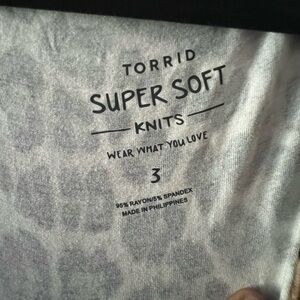 TORRID
SUPER SOFT
KNITS
WEAR WHAT YOU LOVE
3
95% RAYON/5% SPANDEX
MADE IN PHILIPPINES